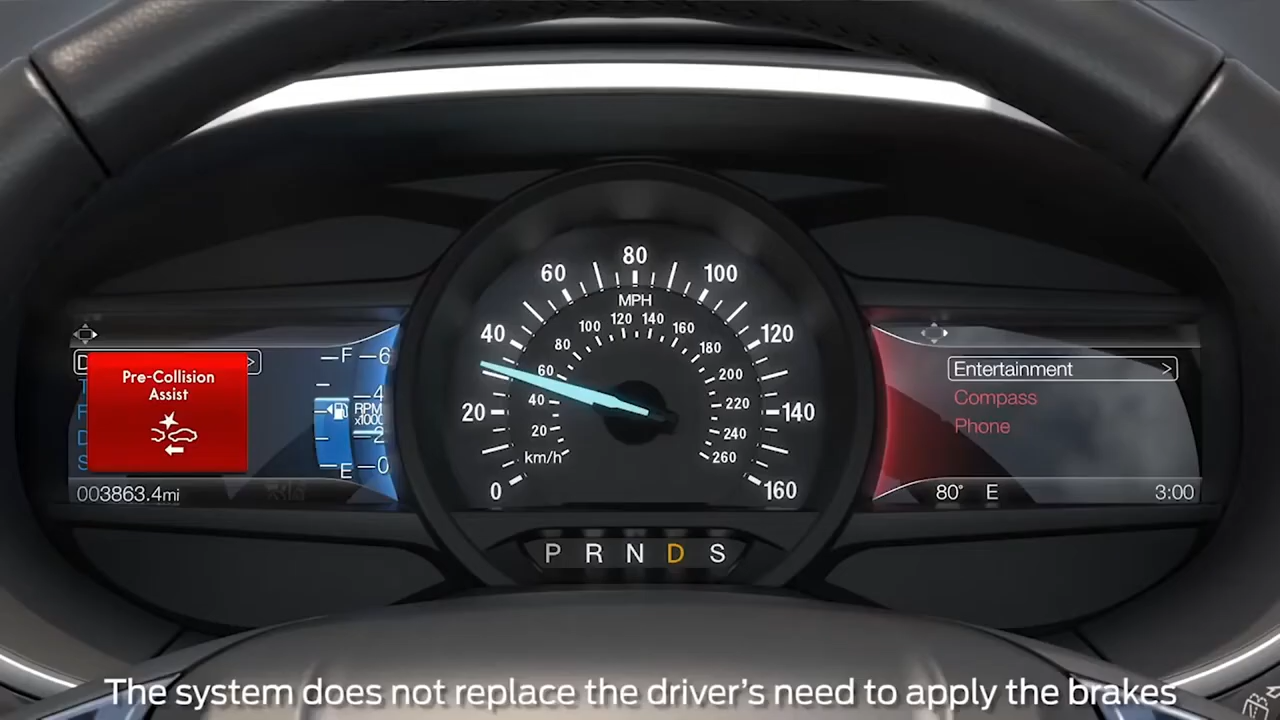 Pre-Collision
Assist
D
T
F
D
S
003863.4mi
F
E
6
4
2
0
RPM
x1000
0
20
40
60
80
100
120
140
160
MPH
km/h
20
40
60
80
100
120
140
160
180
200
220
240
260
P R N D S
Entertainment >
Compass
Phone
80° E 3:00
The system does not replace the driver's need to apply the brakes